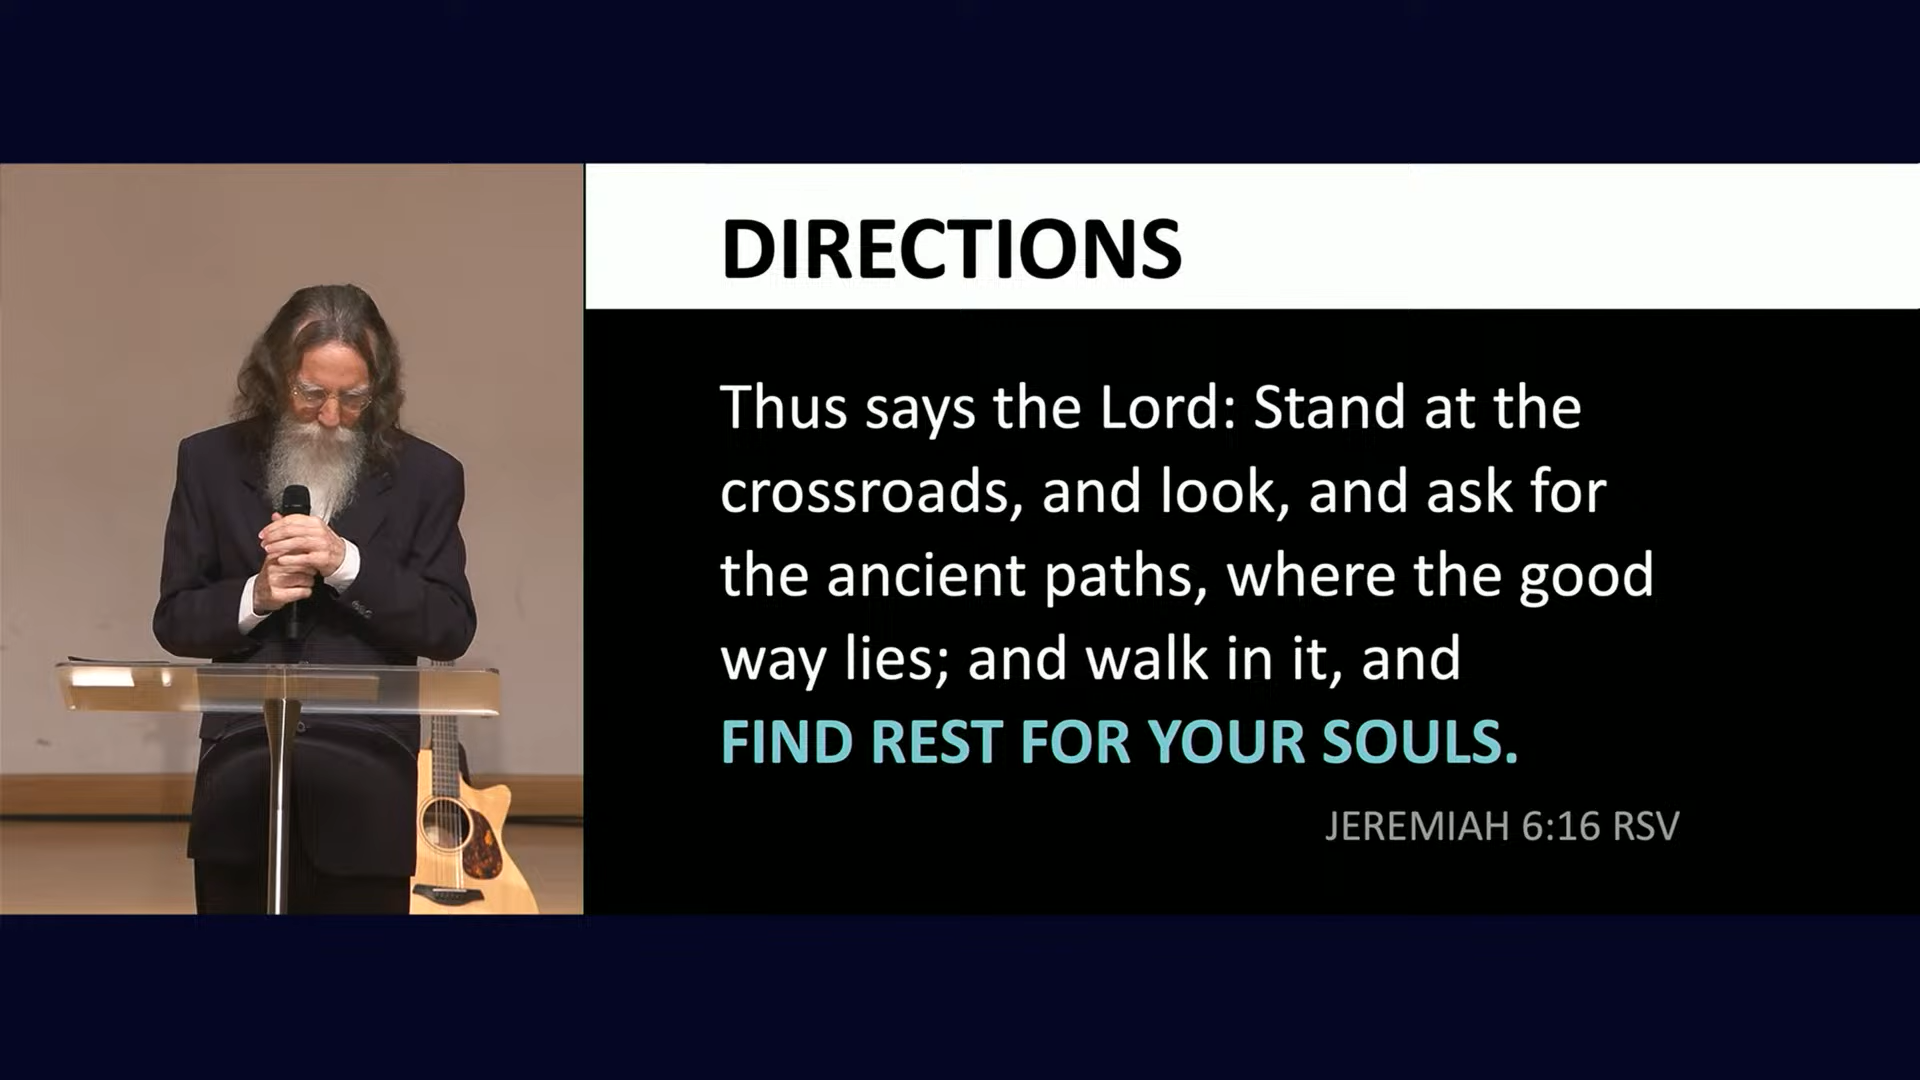 DIRECTIONS
Thus says the Lord: Stand at the
crossroads, and look, and ask for
the ancient paths, where the good
way lies; and walk in it, and
FIND REST FOR YOUR SOULS.
JEREMIAH 6:16 RSV